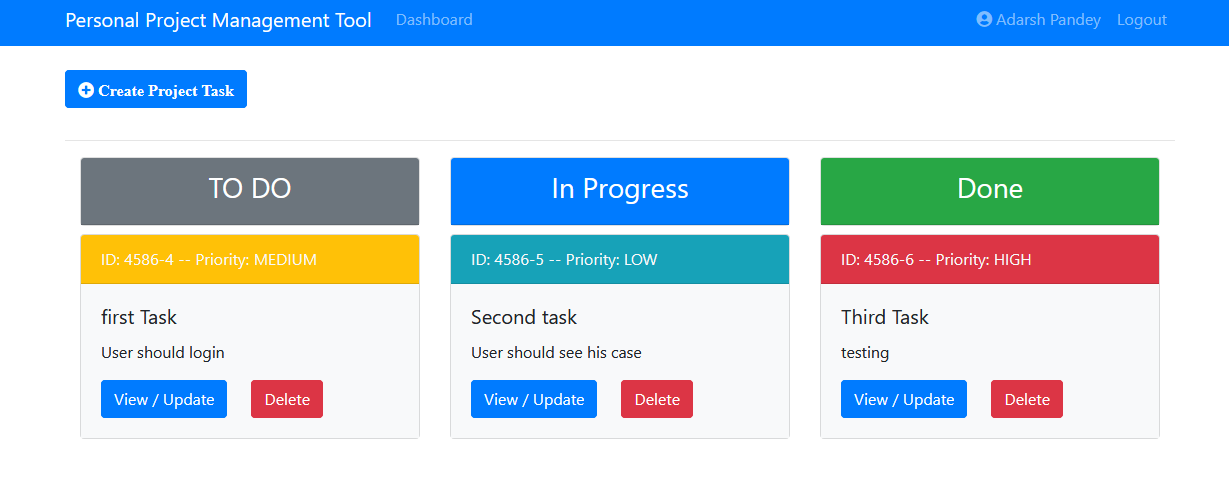 Personal Project Management Tool Dashboard Adarsh Pandey Logout
Create Project Task
TO DO
ID: 4586-4 -- Priority: MEDIUM
first Task
User should login
View / Update Delete
In Progress
ID: 4586-5 -- Priority: LOW
Second task
User should see his case
View / Update Delete
Done
ID: 4586-6 -- Priority: HIGH
Third Task
testing
View / Update Delete